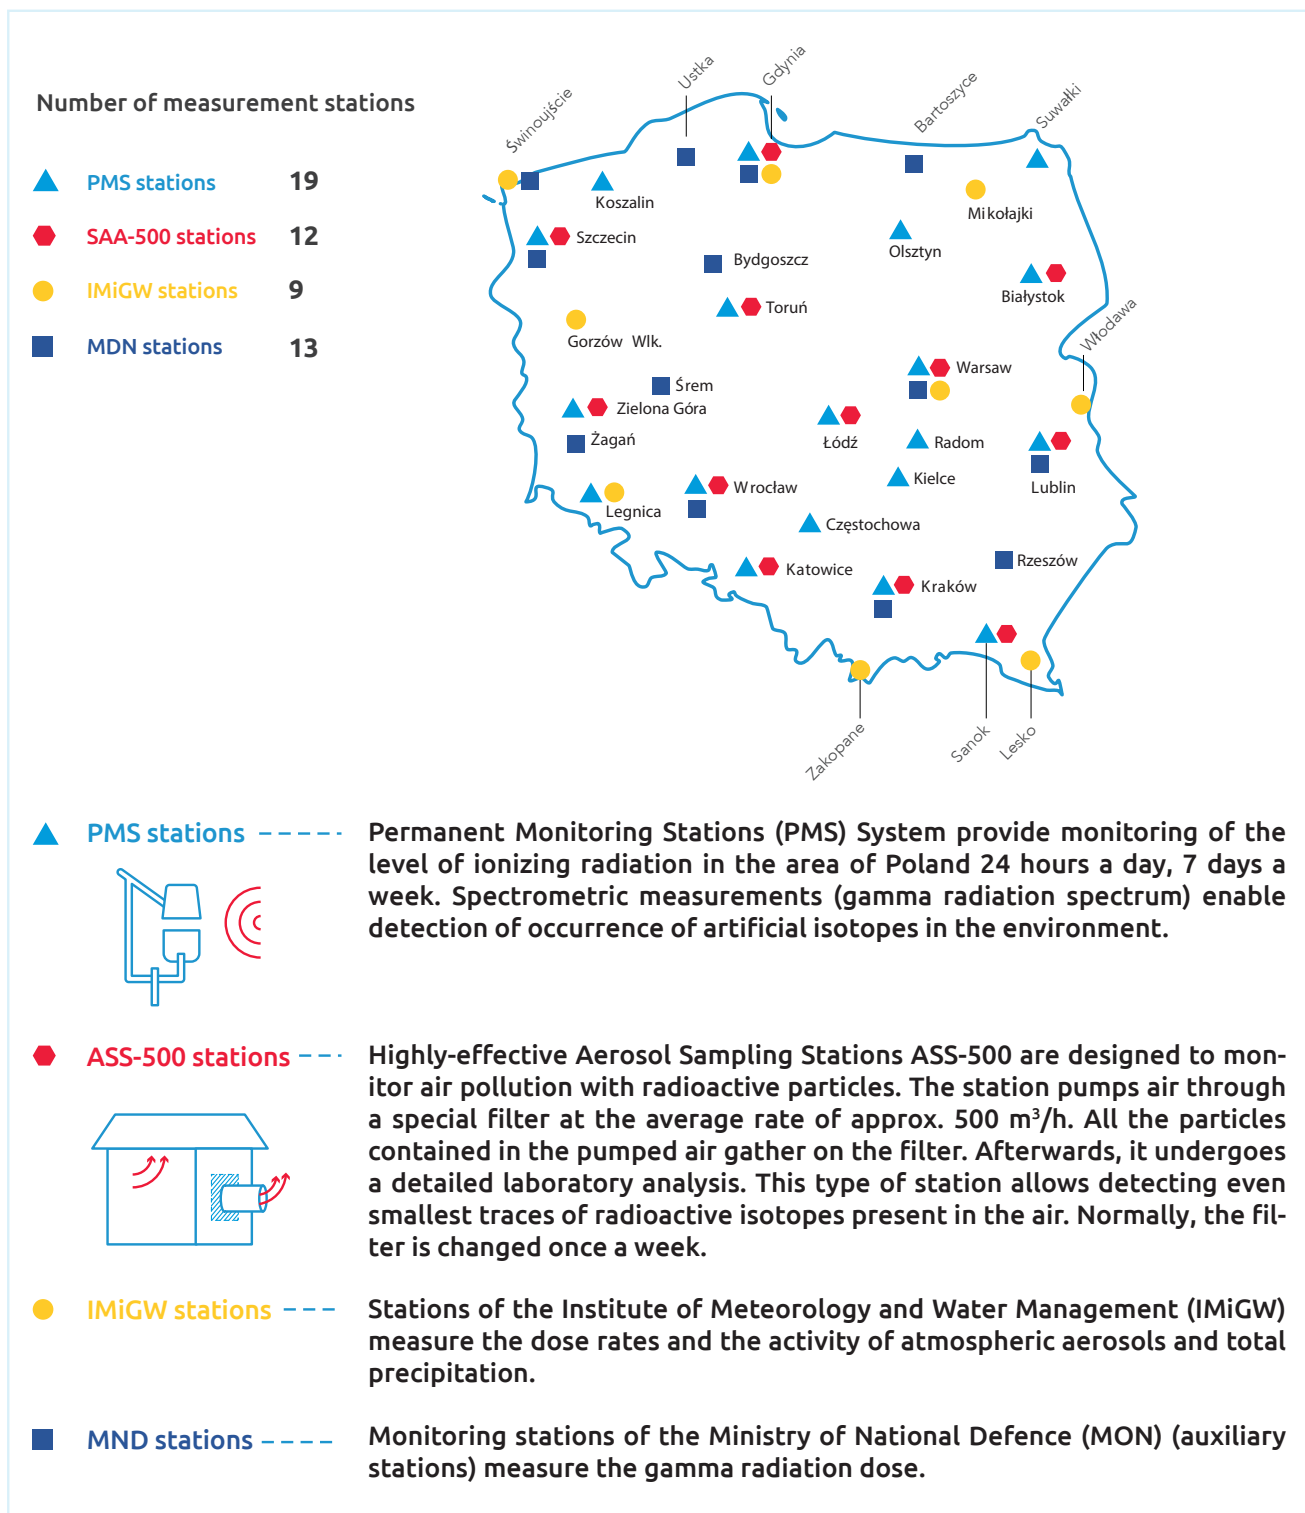 Number of measurement stations
PMS stations 19
SAA-500 stations 12
IMiGW stations 9
MDN stations 13
Świnoujście
Ustka
Gdynia
Bartoszyce
Suwałki
Koszalin
Mikołajki
Szczecin
Olsztyn
Bydgoszcz
Białystok
Toruń
Włodawa
Gorzów Wlk.
Warsaw
Śrem
Zielona Góra
Łódź
Radom
Żagań
Kielce
Wrocław
Lublin
Legnica
Częstochowa
Rzeszów
Katowice
Kraków
Zakopane
Sanok
Lesko
PMS stations
Permanent Monitoring Stations (PMS) System provide monitoring of the
level of ionizing radiation in the area of Poland 24 hours a day, 7 days a
week. Spectrometric measurements (gamma radiation spectrum) enable
detection of occurrence of artificial isotopes in the environment.
ASS-500 stations
Highly-effective Aerosol Sampling Stations ASS-500 are designed to mon-
itor air pollution with radioactive particles. The station pumps air through
a special filter at the average rate of approx. 500 m³/h. All the particles
contained in the pumped air gather on the filter. Afterwards, it undergoes
a detailed laboratory analysis. This type of station allows detecting even
smallest traces of radioactive isotopes present in the air. Normally, the fil-
ter is changed once a week.
IMiGW stations
Stations of the Institute of Meteorology and Water Management (IMiGW)
measure the dose rates and the activity of atmospheric aerosols and total
precipitation.
MND stations
Monitoring stations of the Ministry of National Defence (MON) (auxiliary
stations) measure the gamma radiation dose.